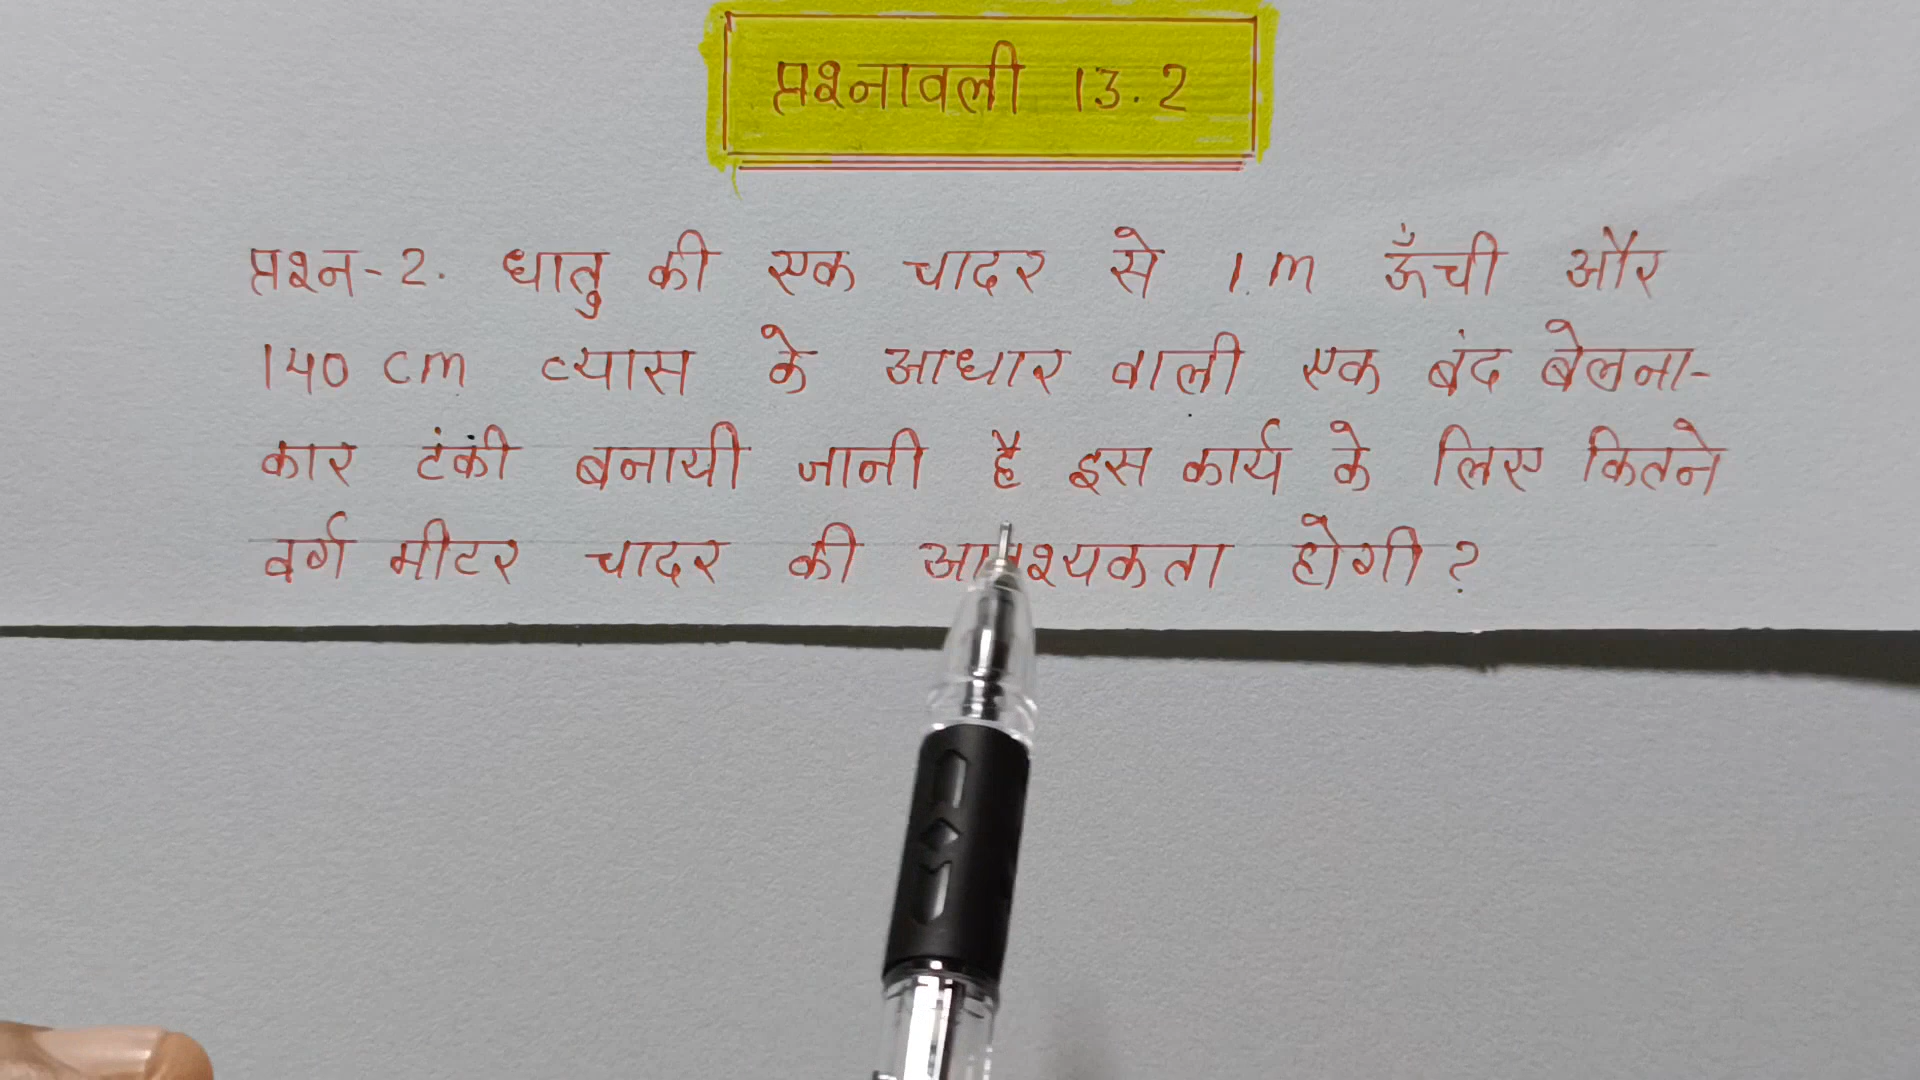 प्रश्नावली 13.2
प्रश्न-2. धातु की एक चादर से 1 m ऊँची और
140 cm व्यास के आधार वाली एक बंद बेलना-
कार टंकी बनायी जानी है इस कार्य के लिए कितने
वर्ग मीटर चादर की आवश्यकता होगी?